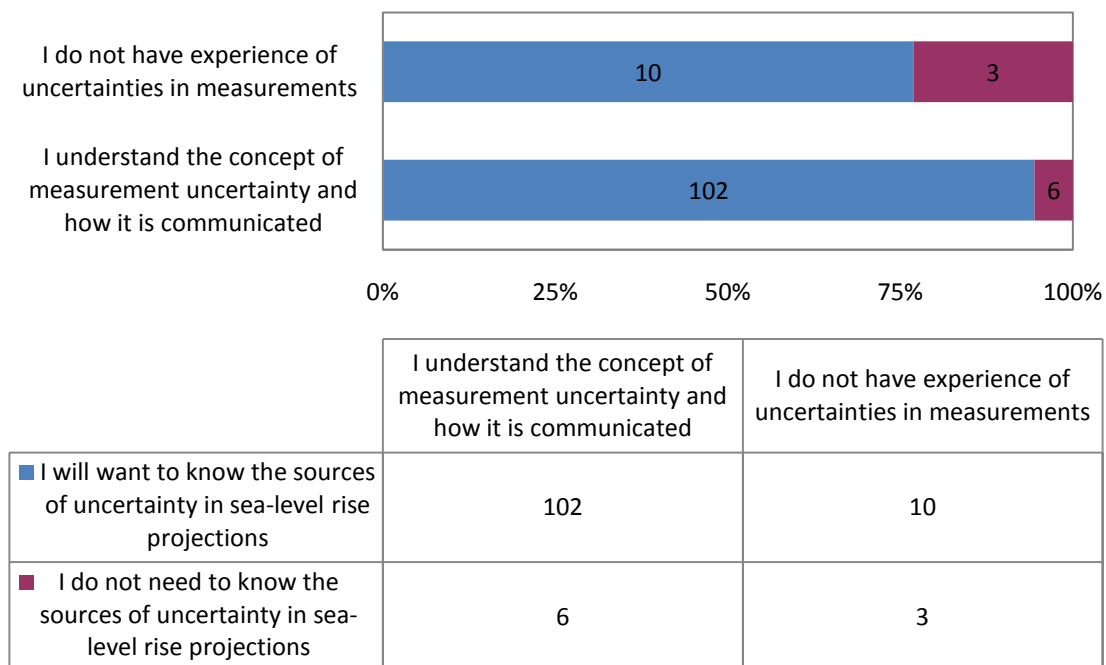 I do not have experience of
uncertainties in measurements
10
3
I understand the concept of
measurement uncertainty and
how it is communicated
102
6
0%
25%
50%
75%
100%
I understand the concept of
measurement uncertainty and
how it is communicated
I do not have experience of
uncertainties in measurements
I will want to know the sources
of uncertainty in sea-level rise
projections
102
10
I do not need to know the
sources of uncertainty in sea-
level rise projections
6
3